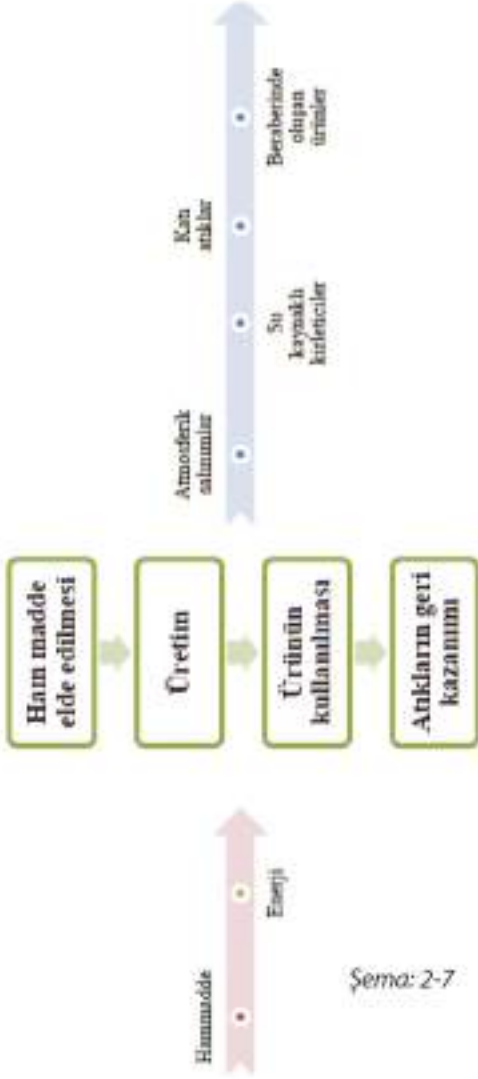 Hammadde
Enerji
Ham madde
elde edilmesi
Üretim
Ürünün
kullanılması
Atıkların geri
kazanımı
Atmosferik
salınımlar
Su
kaynaklı
kirleticiler
Katı
atıklar
Beraberinde
oluşan
ürünler
Şema: 2-7